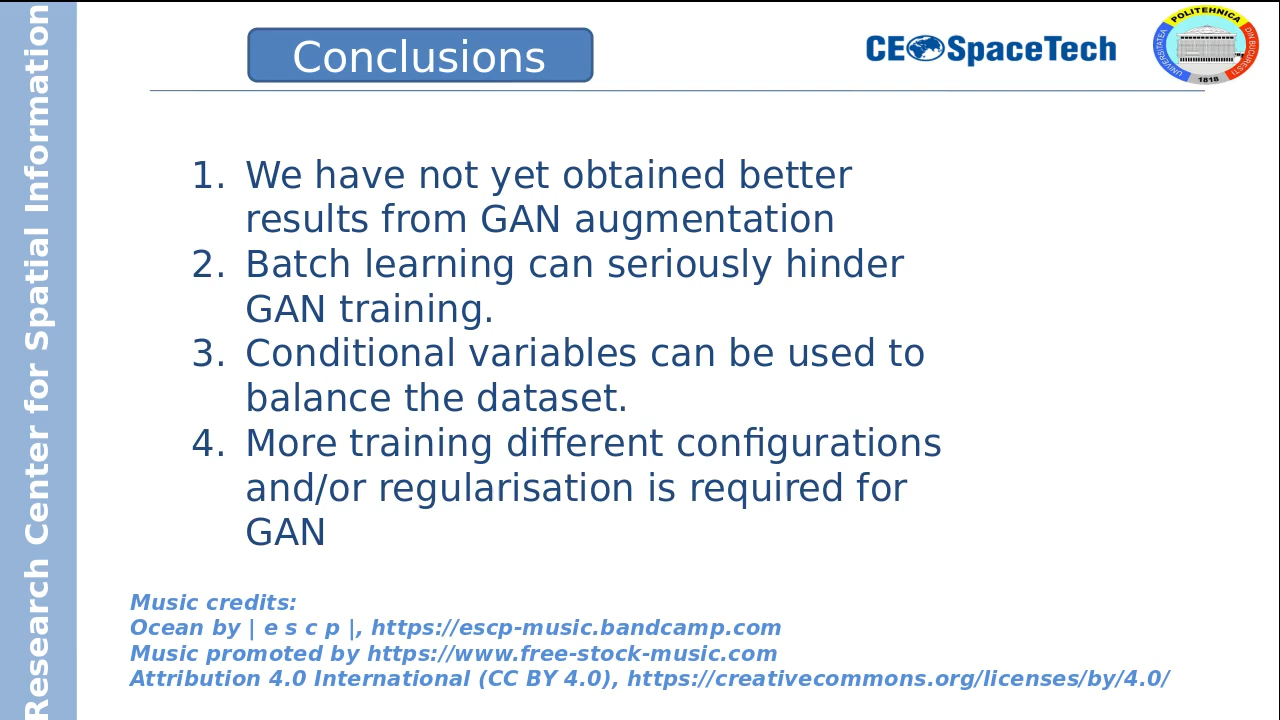 Research Center for Spatial Information
Conclusions
CEOSpaceTech
UNIVERSITATEA POLITEHNICA DIN BUCURESTI
1818
1. We have not yet obtained better
results from GAN augmentation
2. Batch learning can seriously hinder
GAN training.
3. Conditional variables can be used to
balance the dataset.
4. More training different configurations
and/or regularisation is required for
GAN
Music credits:
Ocean by | e s c p |, https://escp-music.bandcamp.com
Music promoted by https://www.free-stock-music.com
Attribution 4.0 International (CC BY 4.0), https://creativecommons.org/licenses/by/4.0/